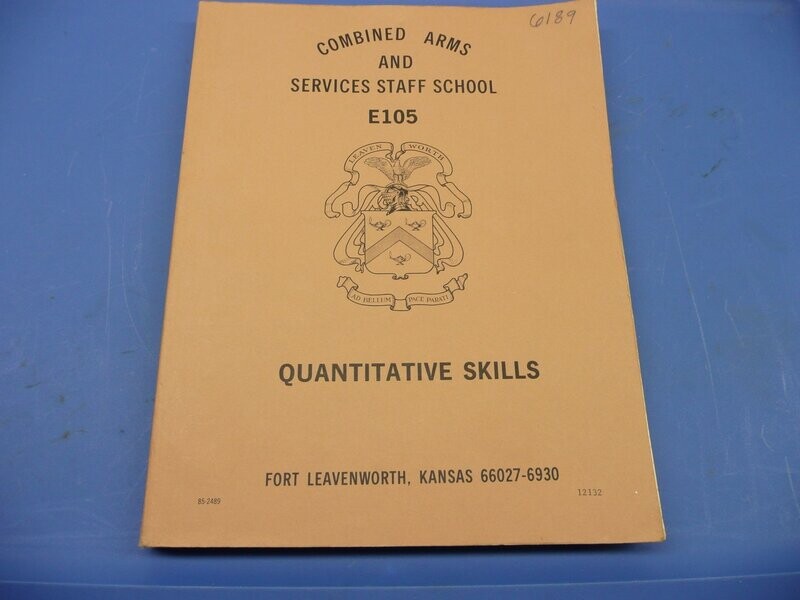 6189
COMBINED ARMS
AND
SERVICES STAFF SCHOOL
E105
LEAVEN WORTH
AD BELLUM PACE PARATI
QUANTITATIVE SKILLS
FORT LEAVENWORTH, KANSAS 66027-6930
85-2489
12132